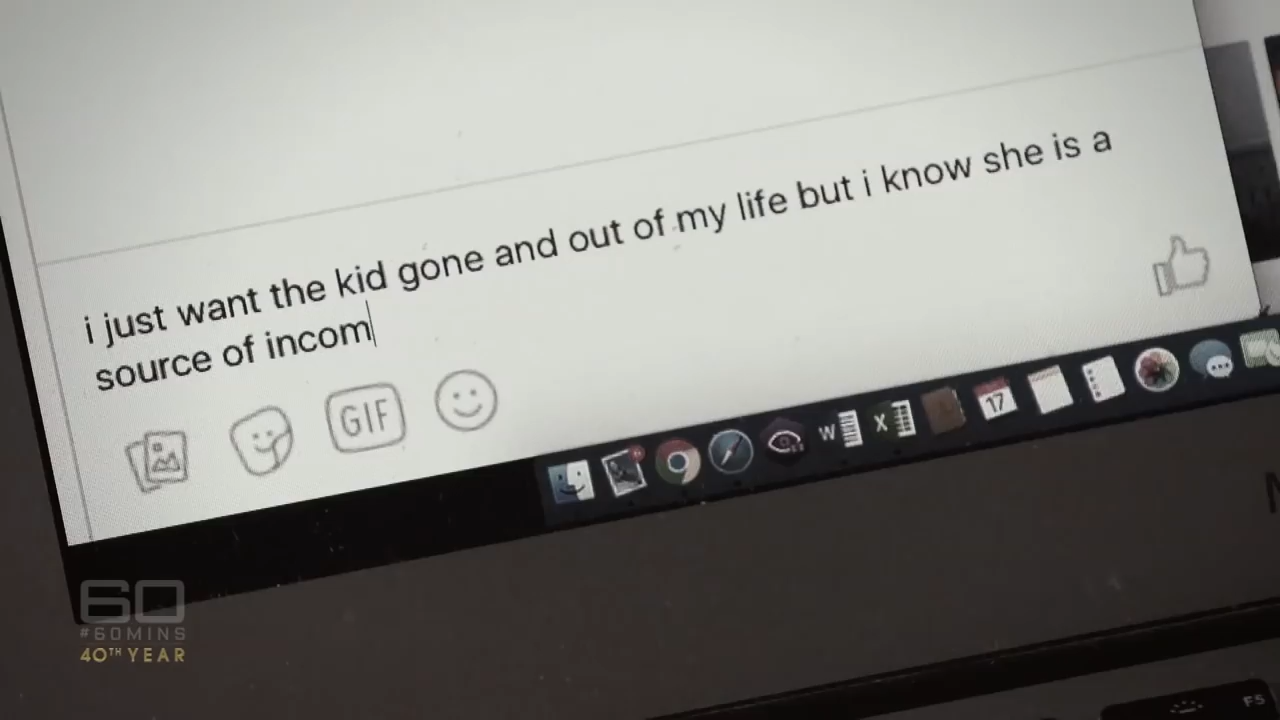 i just want the kid gone and out of my life but i know she is a
source of incom
GIF
W
X
17
60
#60MINS
40TH YEAR
F5